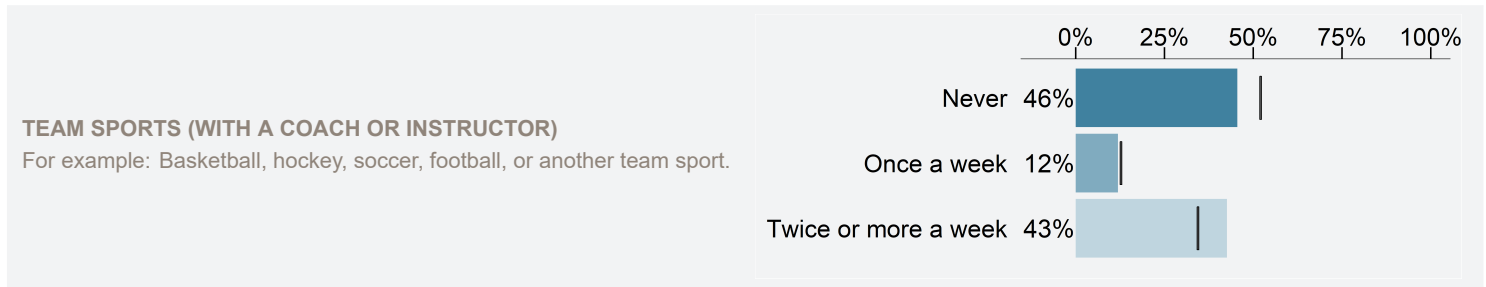 0% 25% 50% 75% 100%
Never 46%
TEAM SPORTS (WITH A COACH OR INSTRUCTOR)
For example: Basketball, hockey, soccer, football, or another team sport.
Once a week 12%
Twice or more a week 43%